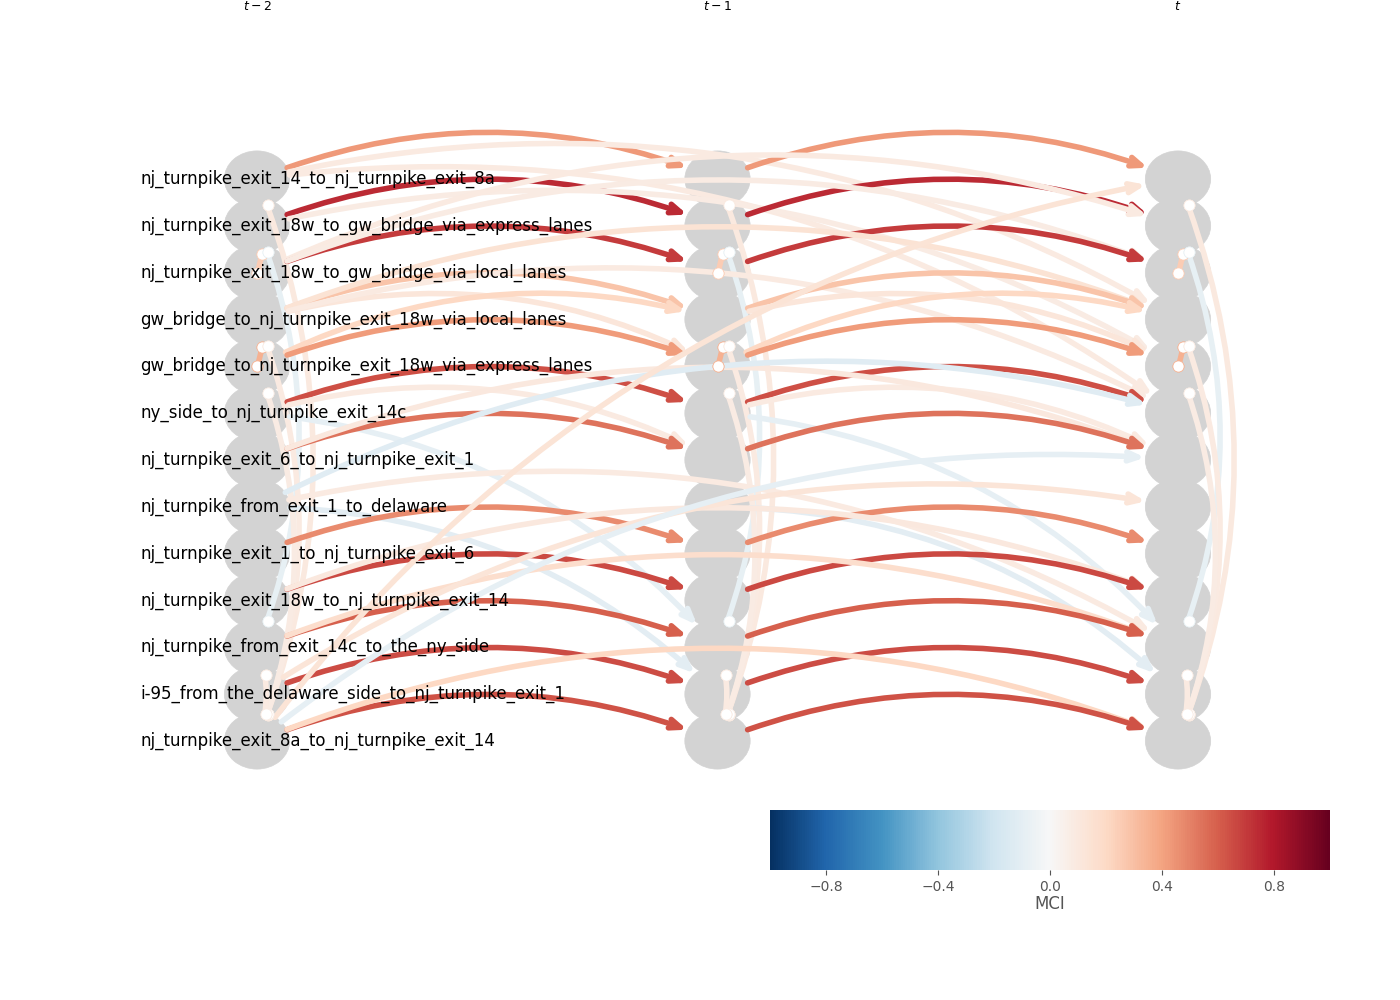 t − 2 t − 1 t
nj_turnpike_exit_14_to_nj_turnpike_exit_8a
nj_turnpike_exit_18w_to_gw_bridge_via_express_lanes
nj_turnpike_exit_18w_to_gw_bridge_via_local_lanes
gw_bridge_to_nj_turnpike_exit_18w_via_local_lanes
gw_bridge_to_nj_turnpike_exit_18w_via_express_lanes
ny_side_to_nj_turnpike_exit_14c
nj_turnpike_exit_6_to_nj_turnpike_exit_1
nj_turnpike_from_exit_1_to_delaware
nj_turnpike_exit_1_to_nj_turnpike_exit_6
nj_turnpike_exit_18w_to_nj_turnpike_exit_14
nj_turnpike_from_exit_14c_to_the_ny_side
i-95_from_the_delaware_side_to_nj_turnpike_exit_1
nj_turnpike_exit_8a_to_nj_turnpike_exit_14
−0.8 −0.4 0.0 0.4 0.8
MCI